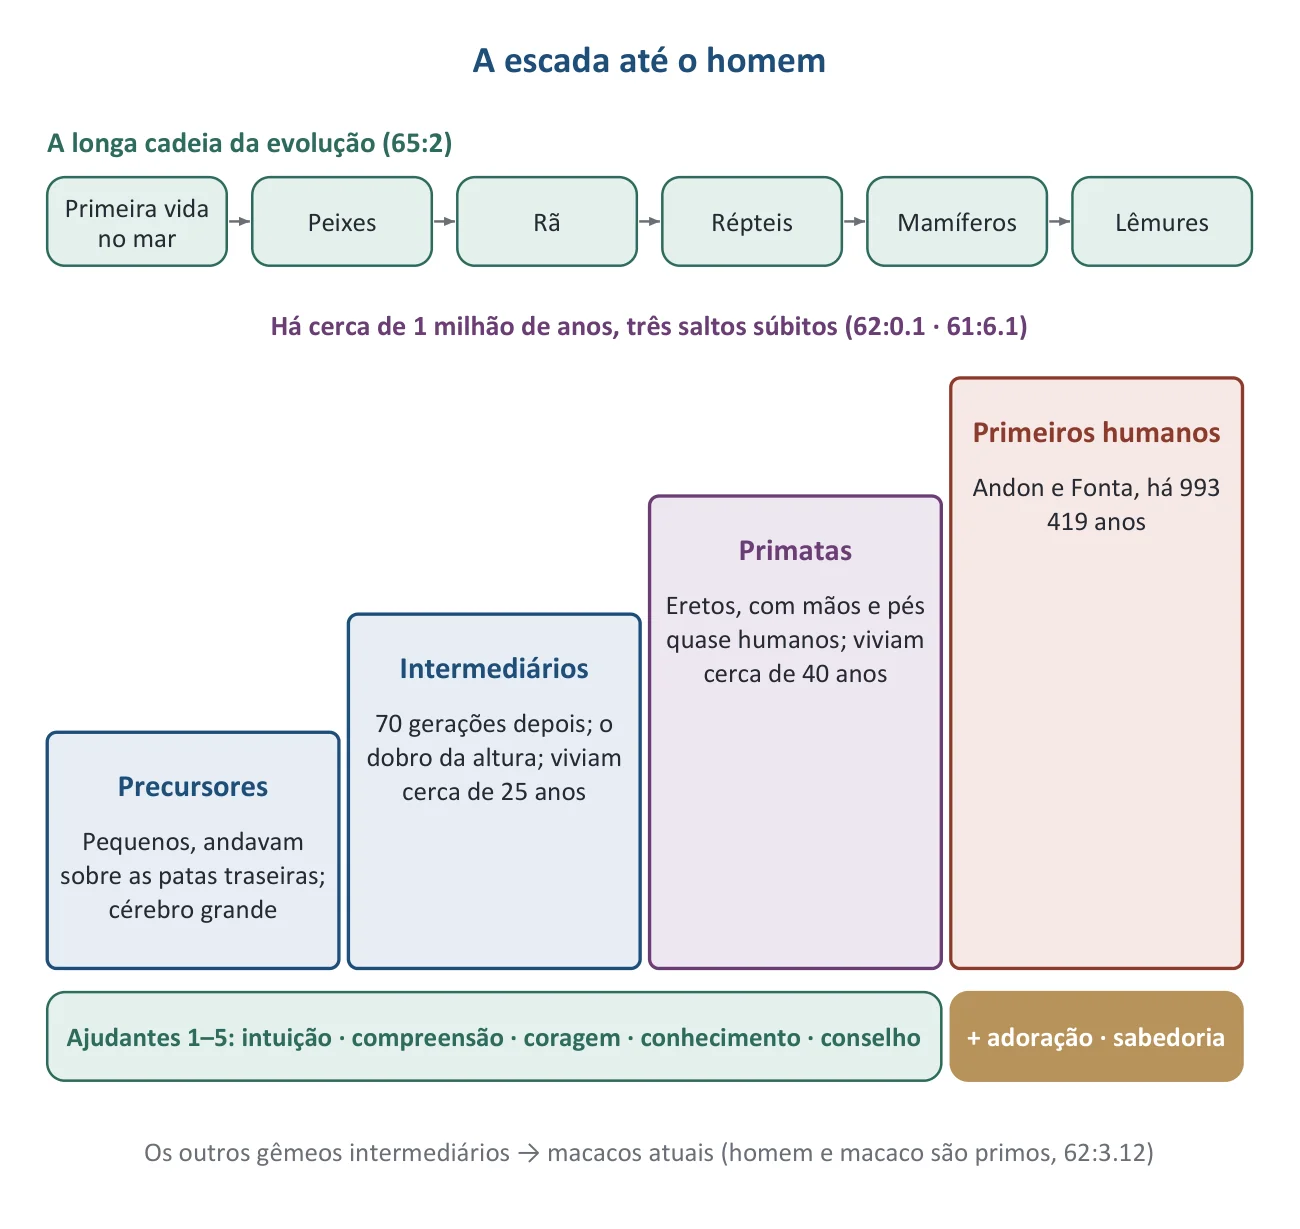 A escada até o homem
A longa cadeia da evolução (65:2)
Primeira vida
no mar
Peixes
Rã
Répteis
Mamíferos
Lêmures
Há cerca de 1 milhão de anos, três saltos súbitos (62:0.1 · 61:6.1)
Precursores
Pequenos, andavam
sobre as patas traseiras;
cérebro grande
Intermediários
70 gerações depois; o
dobro da altura; viviam
cerca de 25 anos
Primatas
Eretos, com mãos e pés
quase humanos; viviam
cerca de 40 anos
Primeiros humanos
Andon e Fonta, há 993
419 anos
Ajudantes 1–5: intuição · compreensão · coragem · conhecimento · conselho
+ adoração · sabedoria
Os outros gêmeos intermediários → macacos atuais (homem e macaco são primos, 62:3.12)